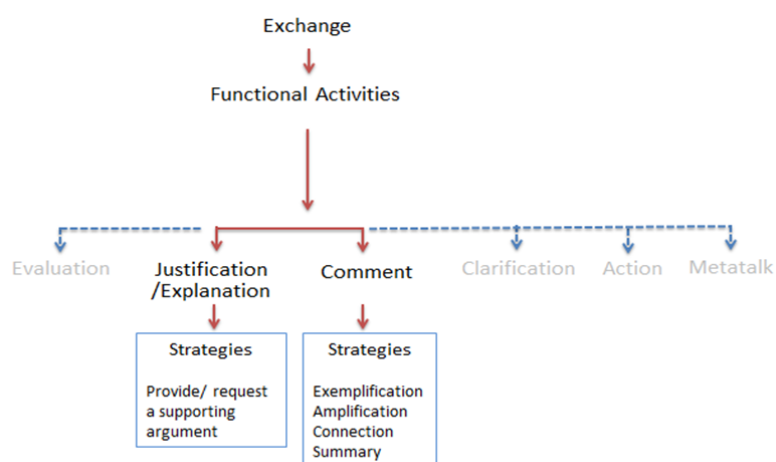 Exchange
Functional Activities
Evaluation
Justification
/Explanation
Comment
Clarification
Action
Metatalk
Strategies
Provide/ request
a supporting
argument
Strategies
Exemplification
Amplification
Connection
Summary